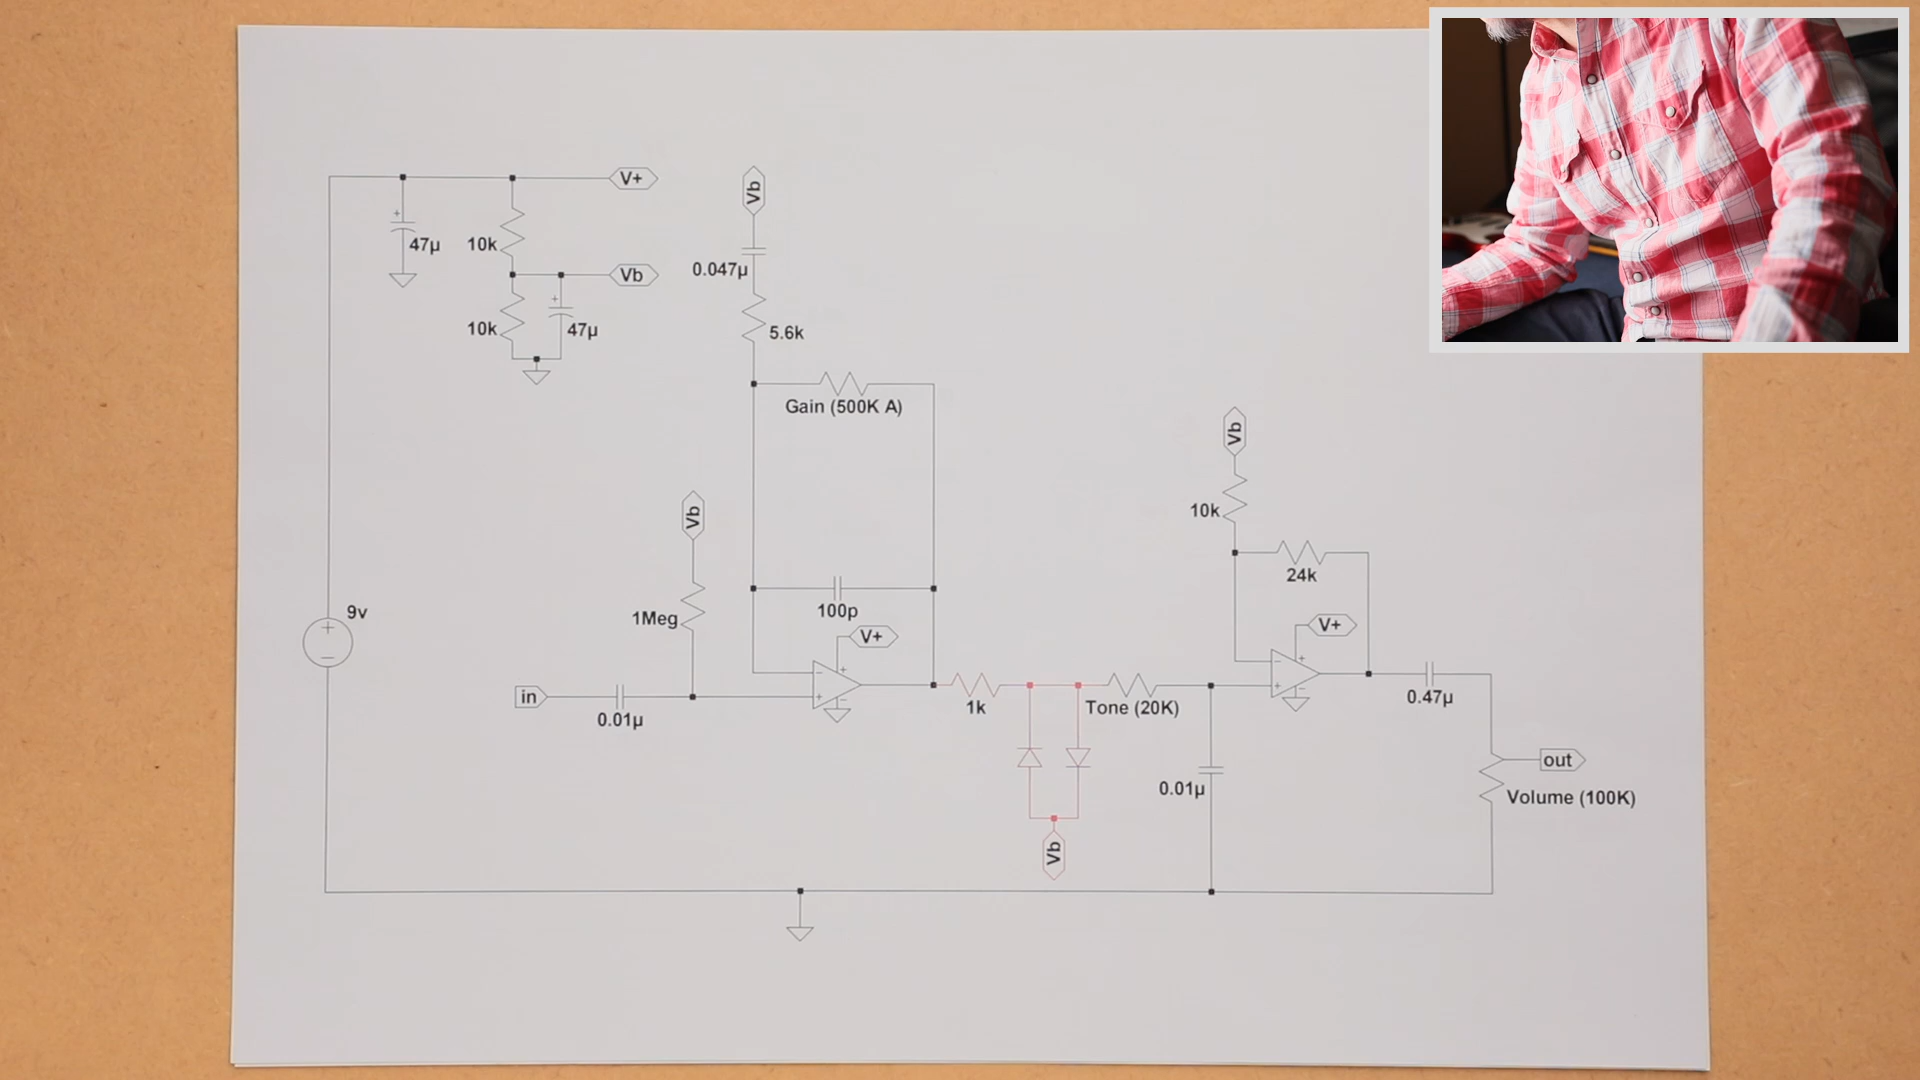 V+
47µ
10k
Vb
10k
47µ
Vb
0.047µ
5.6k
Gain (500K A)
Vb
10k
24k
Vb
1Meg
100p
V+
V+
9v
in
0.01µ
1k
Tone (20K)
0.47µ
out
Volume (100K)
0.01µ
Vb